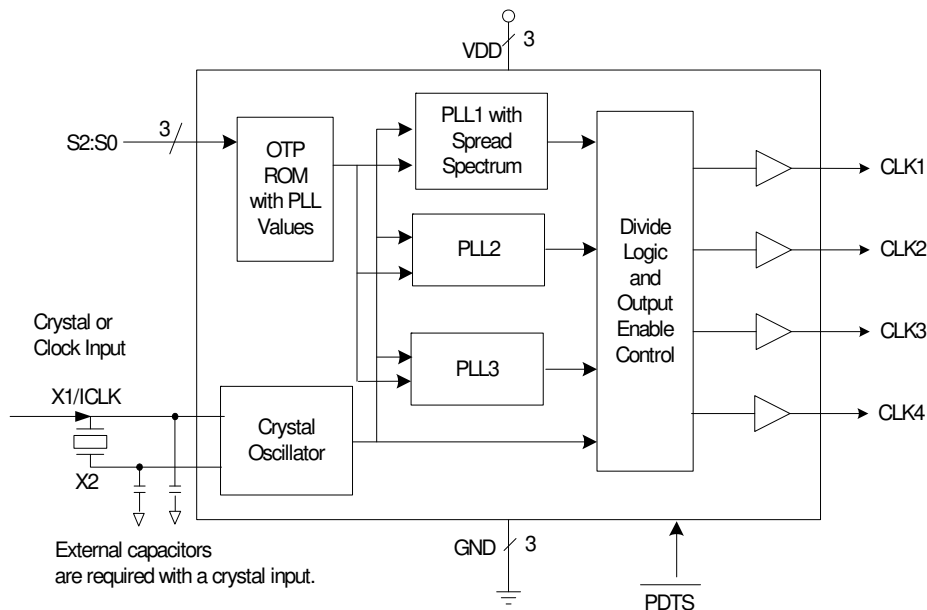 VDD
3
S2:S0
3
OTP
ROM
with PLL
Values
PLL1 with
Spread
Spectrum
PLL2
PLL3
Divide
Logic
and
Output
Enable
Control
CLK1
CLK2
CLK3
CLK4
Crystal or
Clock Input
X1/ICLK
X2
Crystal
Oscillator
External capacitors
are required with a crystal input.
GND
3
PDTS